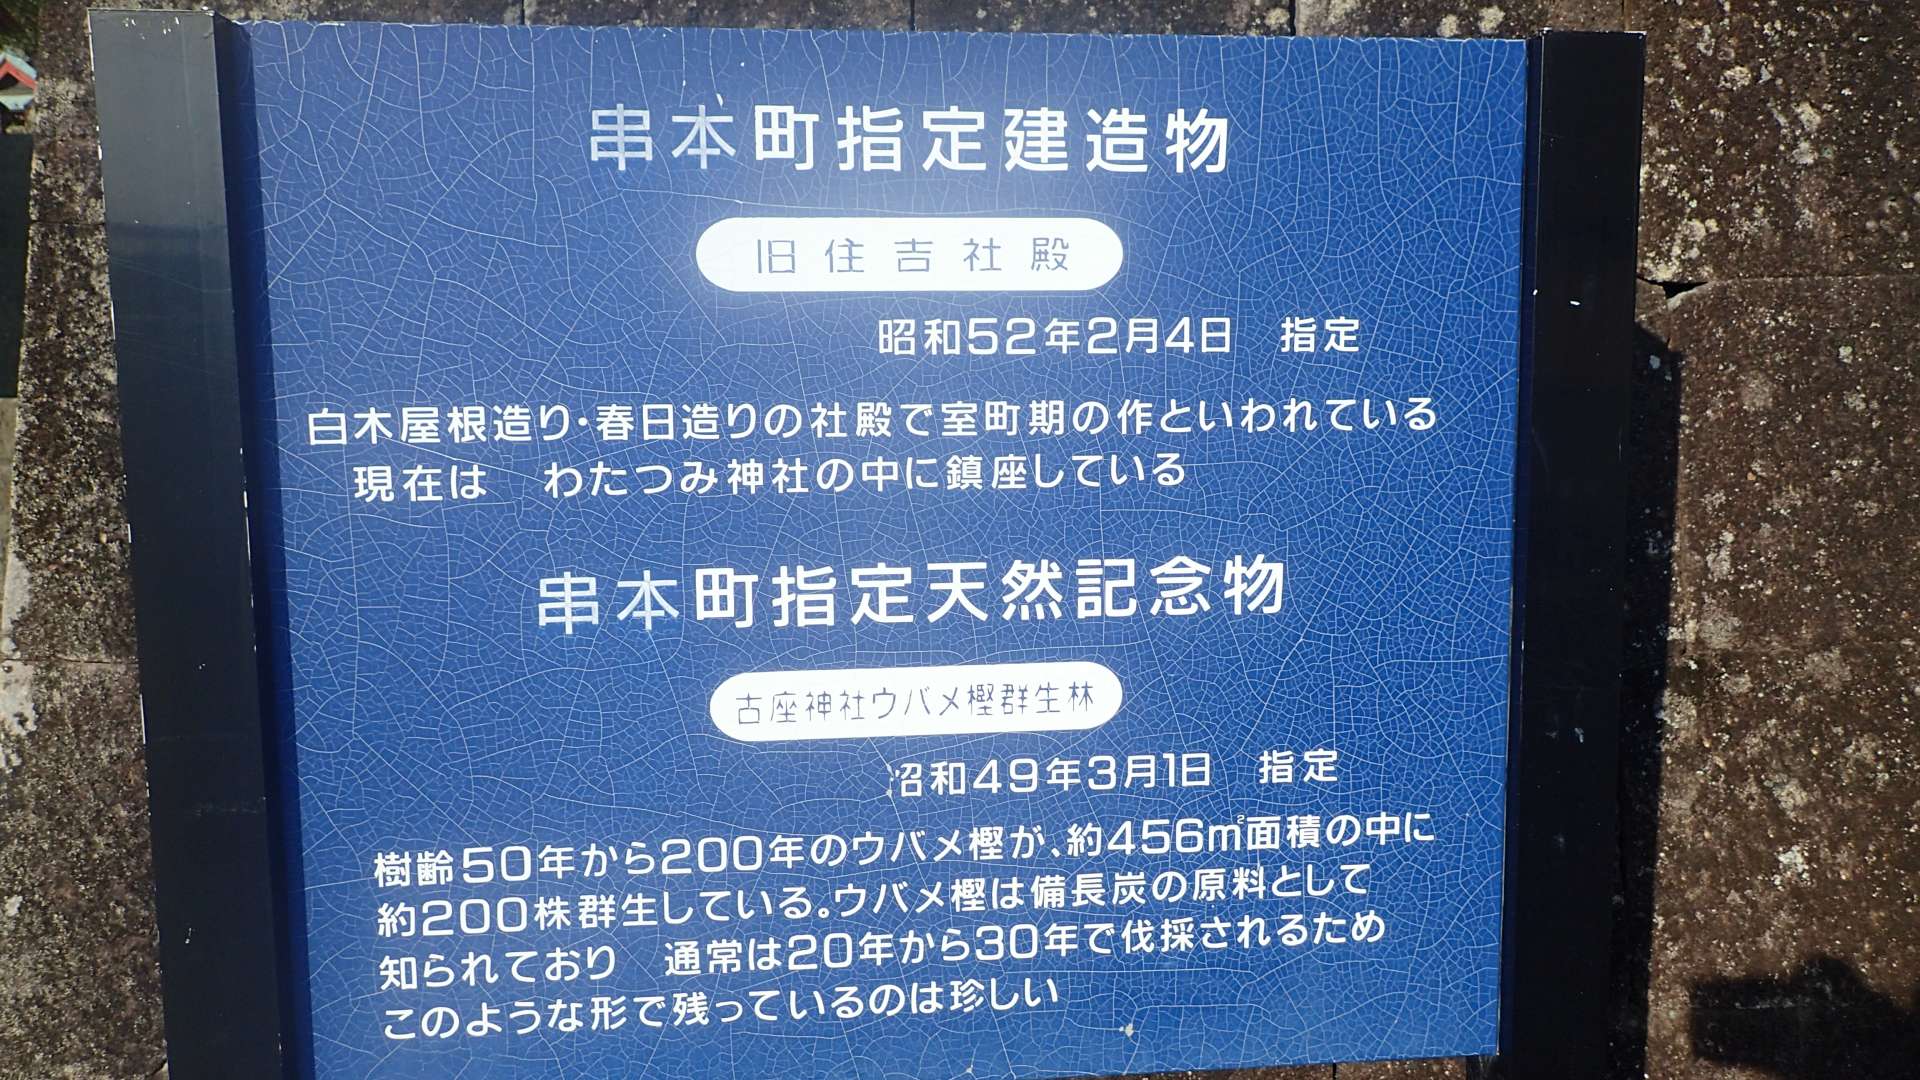 串本町指定建造物
旧住吉社殿
昭和52年2月4日　指定
白木屋根造り・春日造りの社殿で室町期の作といわれている
現在は　わたつみ神社の中に鎮座している
串本町指定天然記念物
古座神社ウバメ樫群生林
昭和49年3月1日　指定
樹齢50年から200年のウバメ樫が、約456㎡面積の中に
約200株群生している。ウバメ樫は備長炭の原料として
知られており　通常は20年から30年で伐採されるため
このような形で残っているのは珍しい